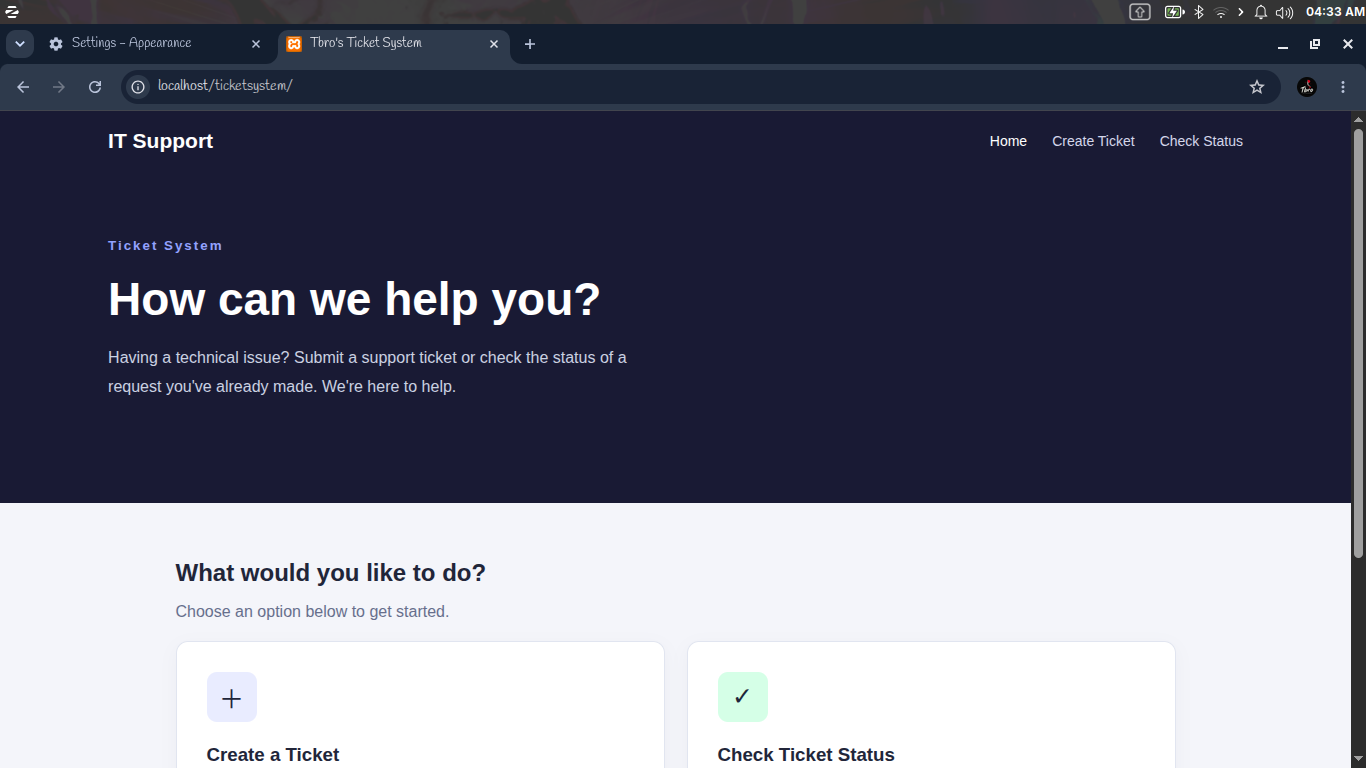 04:33 AM
Settings - Appearance
Tbro's Ticket System
localhost/ticketsystem/
Tbro
IT Support
Home
Create Ticket
Check Status
Ticket System
How can we help you?
Having a technical issue? Submit a support ticket or check the status of a
request you've already made. We're here to help.
What would you like to do?
Choose an option below to get started.
Create a Ticket
Check Ticket Status